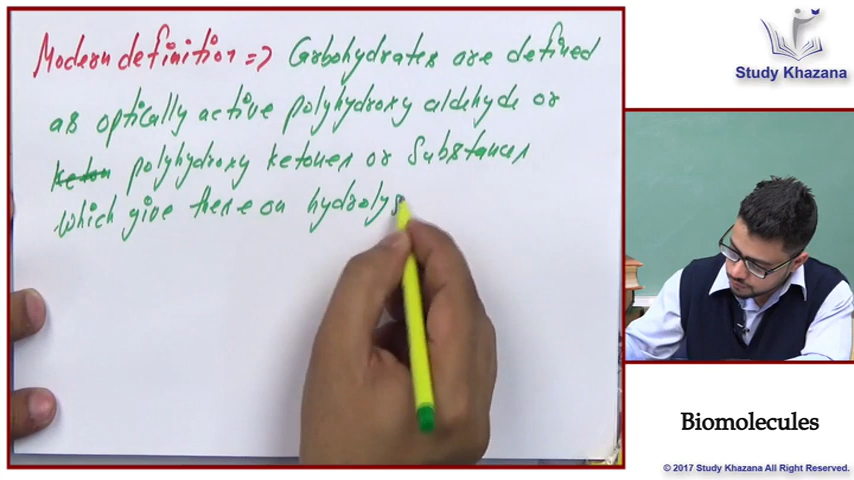 Modern definition => Carbohydrates are defined
as optically active polyhydroxy aldehyde or
keton polyhydroxy ketones or Substances
which give these on hydrolys
Study Khazana
Biomolecules
© 2017 Study Khazana All Right Reserved.